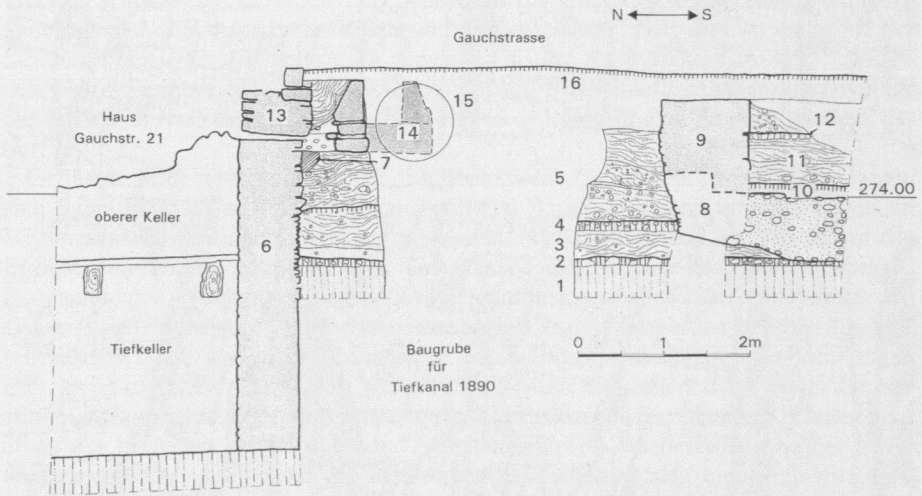 N S
Gauchstrasse
16
Haus
Gauchstr. 21
13
15
14
12
9
11
7
5
10
274.00
oberer Keller
8
4
6
3
2
1
0 1 2m
Tiefkeller
Baugrube
für
Tiefkanal 1890